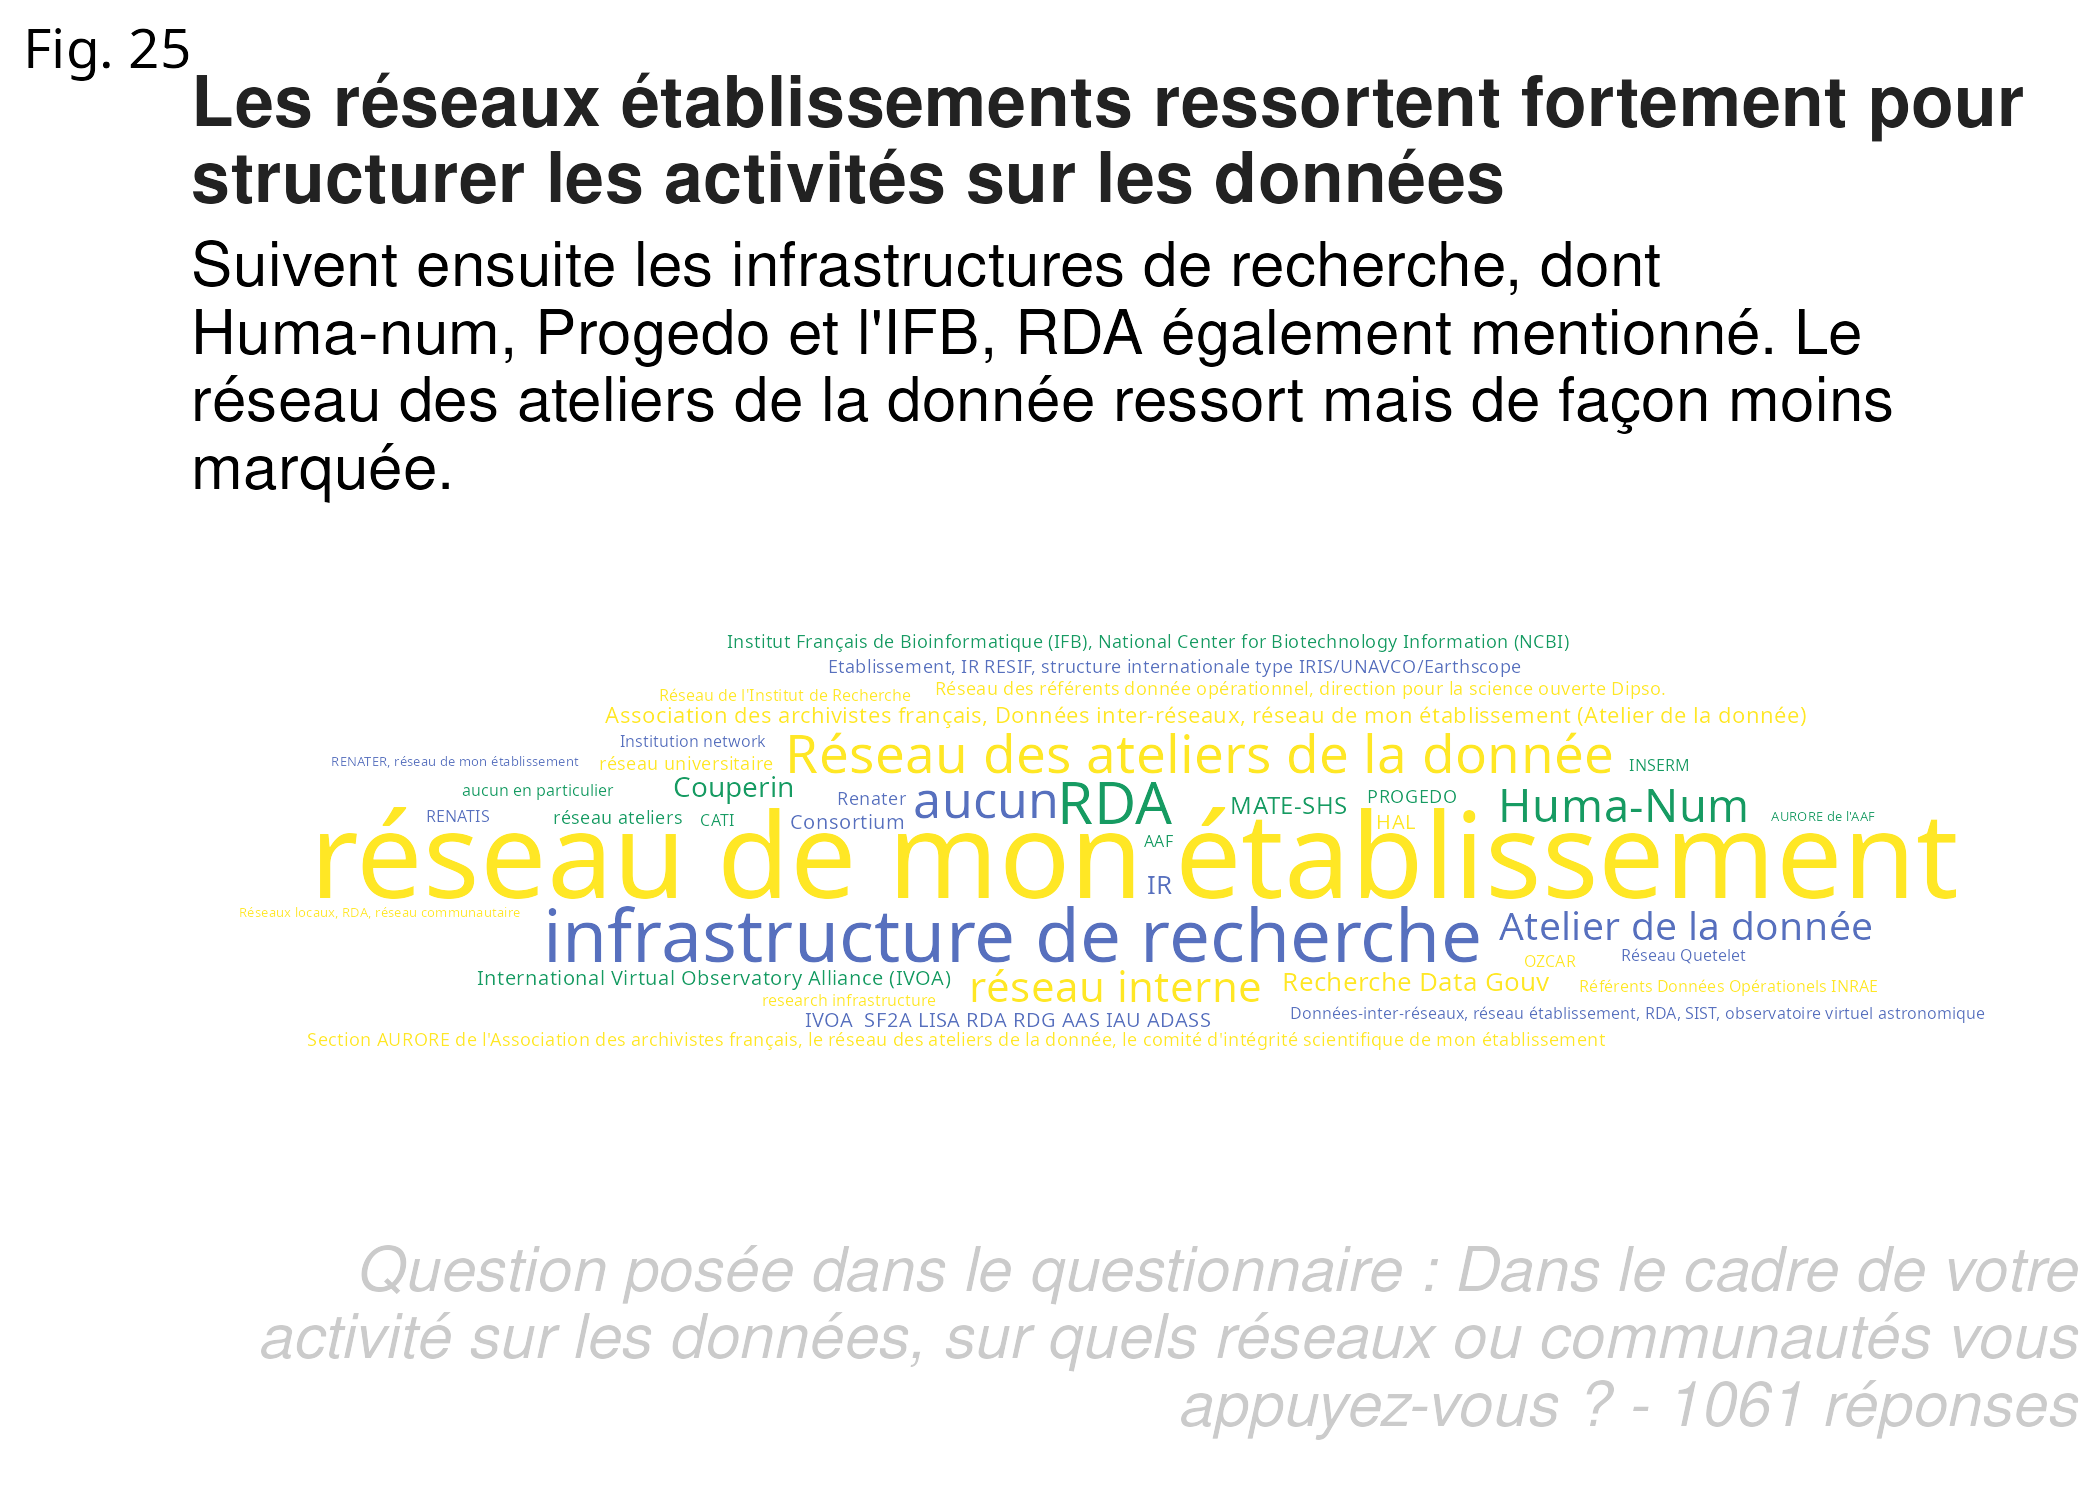 Fig. 25
Les réseaux établissements ressortent fortement pour
structurer les activités sur les données
Suivent ensuite les infrastructures de recherche, dont
Huma-num, Progedo et l'IFB, RDA également mentionné. Le
réseau des ateliers de la donnée ressort mais de façon moins
marquée.
Institut Français de Bioinformatique (IFB), National Center for Biotechnology Information (NCBI)
Etablissement, IR RESIF, structure internationale type IRIS/UNAVCO/Earthscope
Réseau de l'Institut de Recherche
Réseau des référents donnée opérationnel, direction pour la science ouverte Dipso.
Association des archivistes français, Données inter-réseaux, réseau de mon établissement (Atelier de la donnée)
Institution network
Réseau des ateliers de la donnée
RENATER, réseau de mon établissement
réseau universitaire
INSERM
aucun en particulier
Couperin
Renater
aucun
RDA
MATE-SHS
PROGEDO
Huma-Num
RENATIS
réseau ateliers
CATI
Consortium
HAL
AURORE de l'AAF
AAF
réseau de mon établissement
IR
Réseaux locaux, RDA, réseau communautaire
infrastructure de recherche
Atelier de la donnée
OZCAR
Réseau Quetelet
International Virtual Observatory Alliance (IVOA)
réseau interne
Recherche Data Gouv
Référents Données Opérationels INRAE
research infrastructure
IVOA  SF2A LISA RDA RDG AAS IAU ADASS
Données-inter-réseaux, réseau établissement, RDA, SIST, observatoire virtuel astronomique
Section AURORE de l'Association des archivistes français, le réseau des ateliers de la donnée, le comité d'intégrité scientifique de mon établissement
Question posée dans le questionnaire : Dans le cadre de votre
activité sur les données, sur quels réseaux ou communautés vous
appuyez-vous ? - 1061 réponses